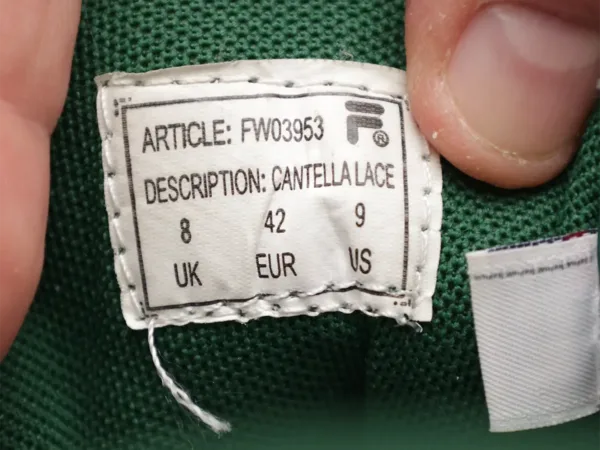 ARTICLE: FW03953 F®
DESCRIPTION: CANTELLA LACE
8 42 9
UK EUR US